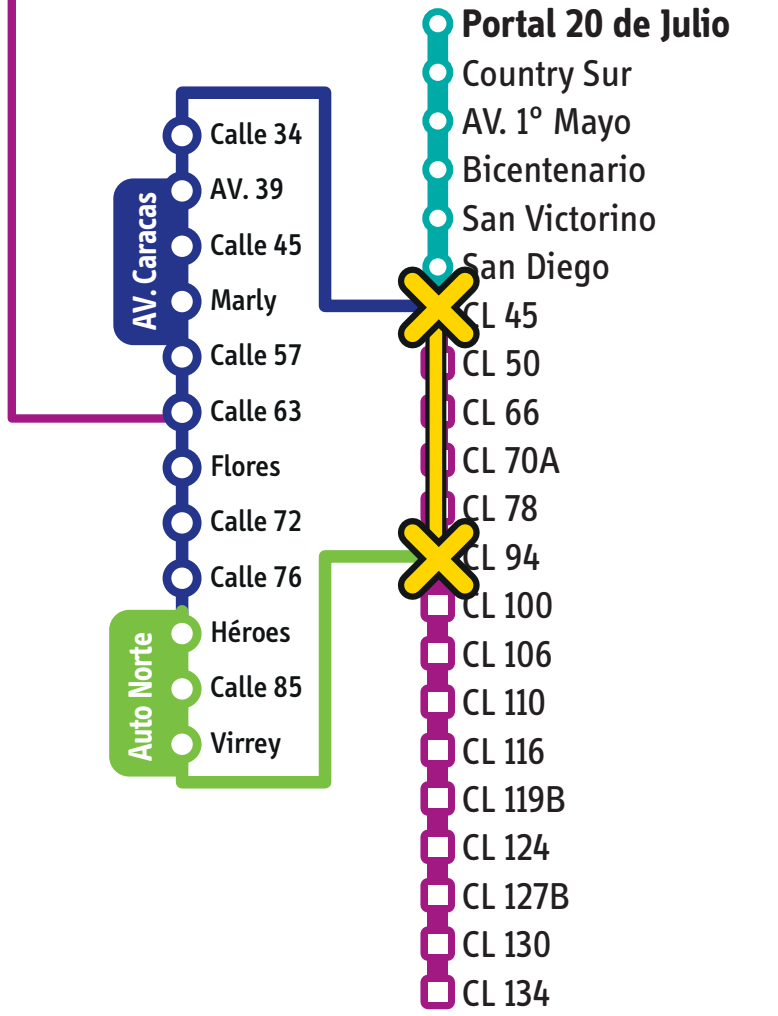 Portal 20 de Julio
Country Sur
AV. 1º Mayo
Bicentenario
San Victorino
San Diego
CL 45
CL 50
CL 66
CL 70A
CL 78
CL 94
CL 100
CL 106
CL 110
CL 116
CL 119B
CL 124
CL 127B
CL 130
CL 134
AV. Caracas
Calle 34
AV. 39
Calle 45
Marly
Calle 57
Calle 63
Flores
Calle 72
Calle 76
Auto Norte
Héroes
Calle 85
Virrey